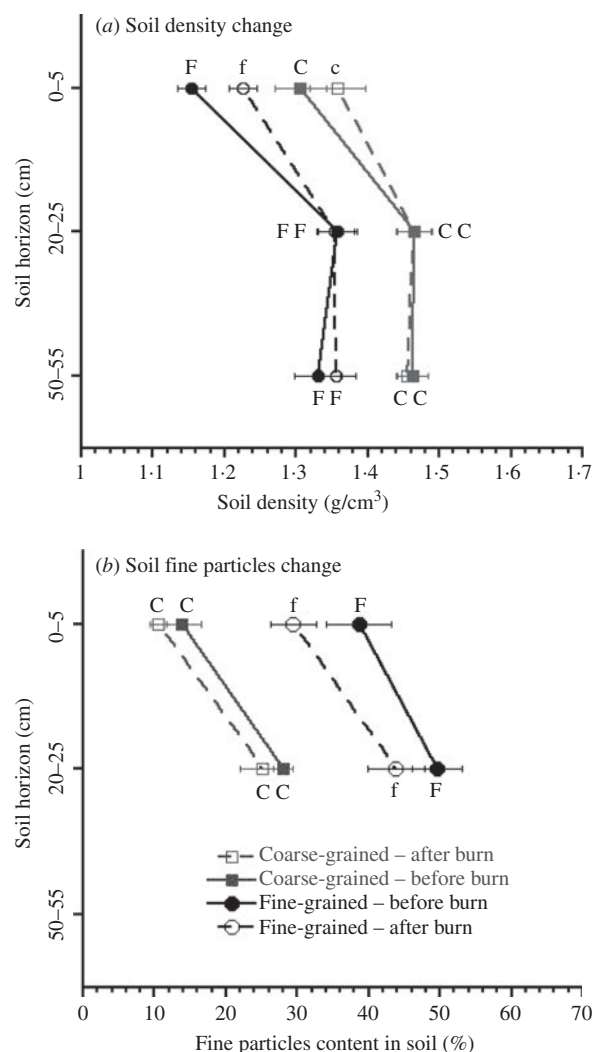 (a) Soil density change
F f C c
0–5
F F C C
20–25
F F C C
50–55
Soil horizon (cm)
1 1·1 1·2 1·3 1·4 1·5 1·6 1·7
Soil density (g/cm³)
(b) Soil fine particles change
C C f F
0–5
C C f F
20–25
50–55
Soil horizon (cm)
Coarse-grained – after burn
Coarse-grained – before burn
Fine-grained – before burn
Fine-grained – after burn
0 10 20 30 40 50 60 70
Fine particles content in soil (%)